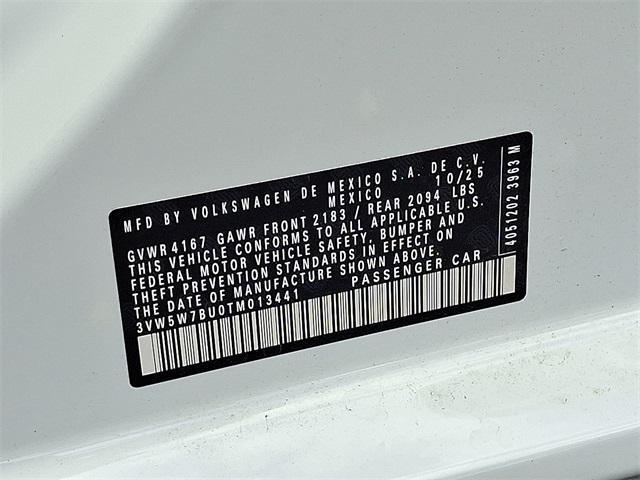 MFD BY VOLKSWAGEN DE MEXICO S.A. DE C.V.
MEXICO 10/25
GVWR 4167 GAWR FRONT 2183 / REAR 2094 LBS
THIS VEHICLE CONFORMS TO ALL APPLICABLE U.S.
FEDERAL MOTOR VEHICLE SAFETY, BUMPER AND
THEFT PREVENTION STANDARDS IN EFFECT ON
THE DATE OF MANUFACTURE SHOWN ABOVE.
3VW5W7BU0TM013441 PASSENGER CAR
4051202 3963 M